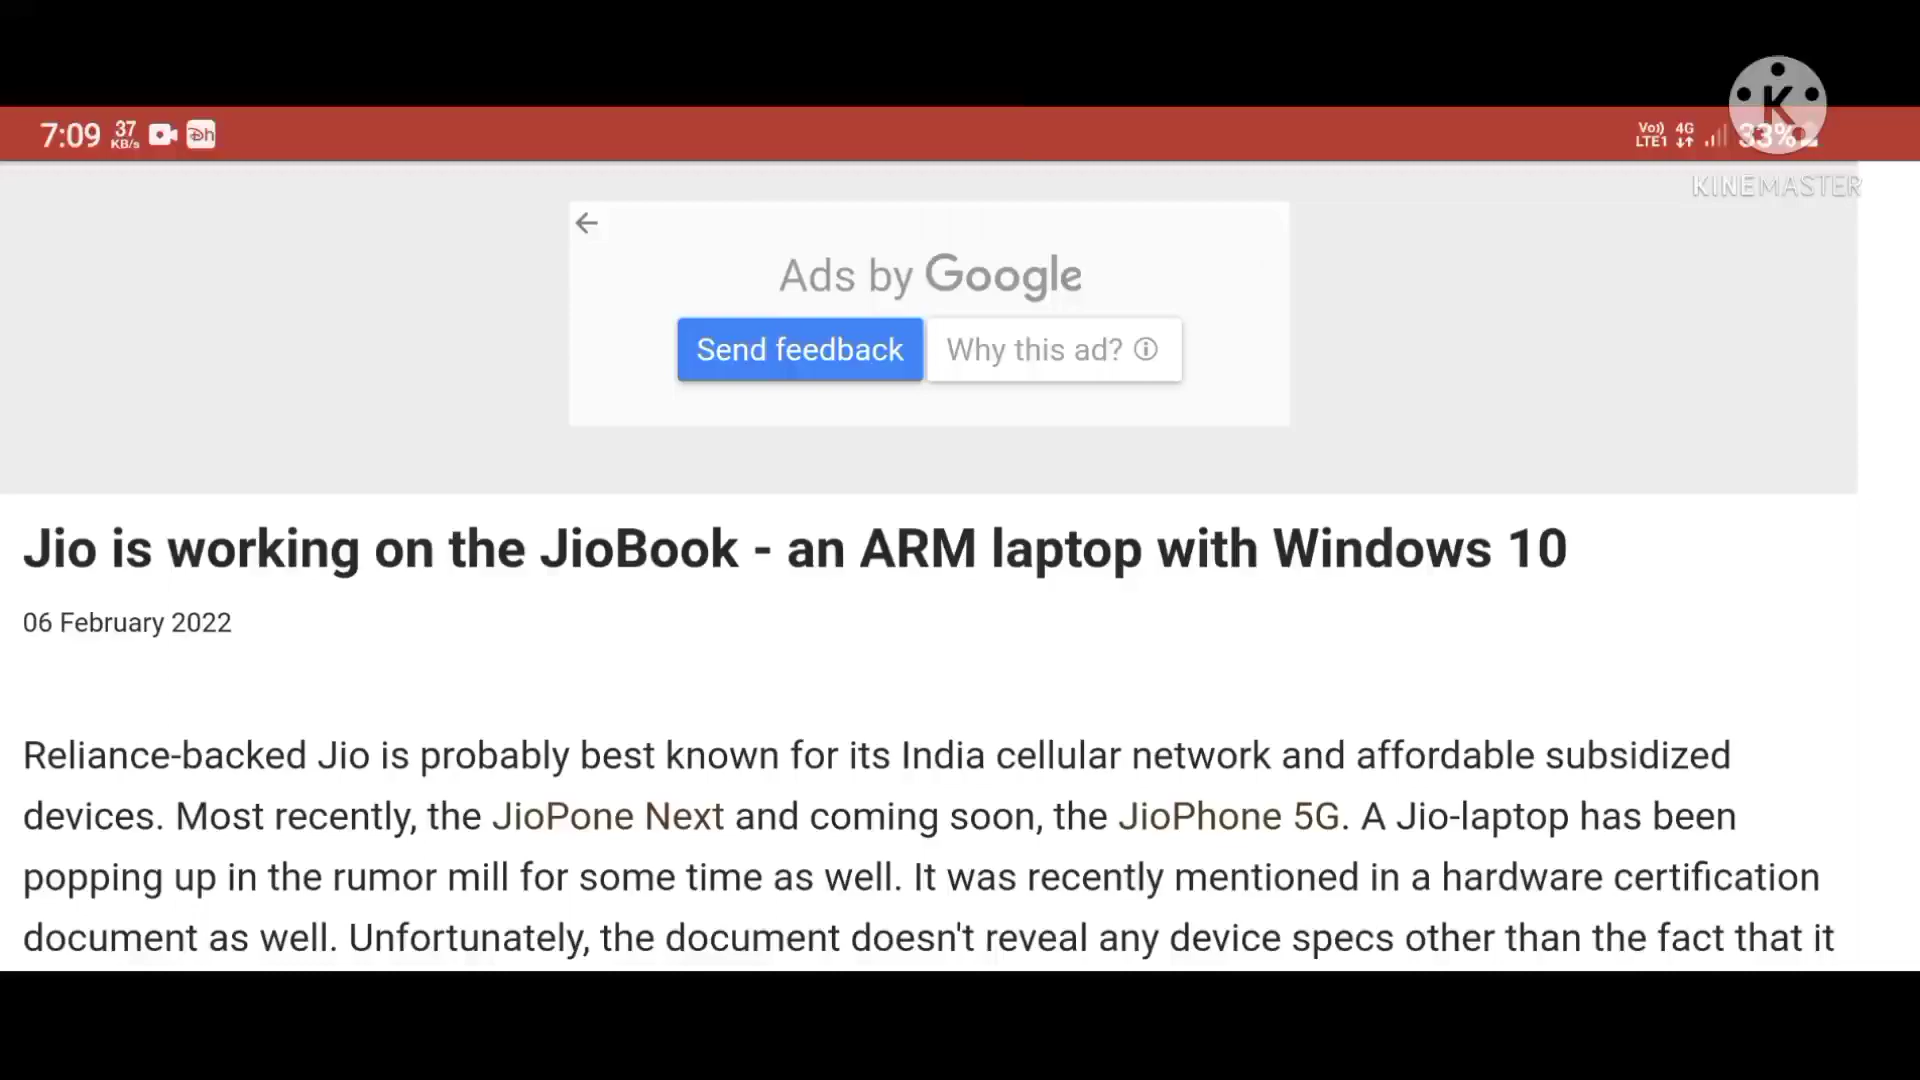 7:09 37 KB/s Dh Vo) LTE1 4G 33%
K
KINEMASTER
Ads by Google
Send feedback Why this ad?
Jio is working on the JioBook - an ARM laptop with Windows 10
06 February 2022
Reliance-backed Jio is probably best known for its India cellular network and affordable subsidized
devices. Most recently, the JioPone Next and coming soon, the JioPhone 5G. A Jio-laptop has been
popping up in the rumor mill for some time as well. It was recently mentioned in a hardware certification
document as well. Unfortunately, the document doesn't reveal any device specs other than the fact that it